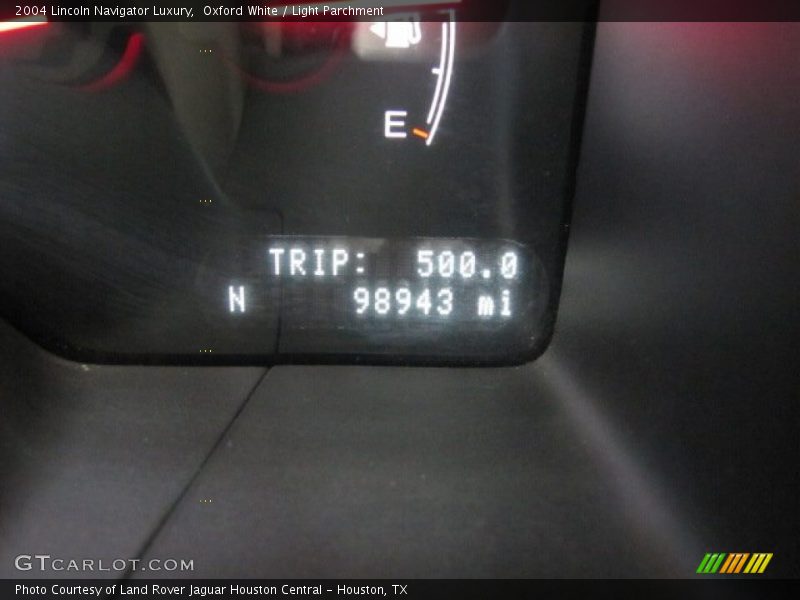 2004 Lincoln Navigator Luxury,  Oxford White / Light Parchment
E
TRIP: 500.0
N 98943 mi
GTCARLOT.COM
Photo Courtesy of Land Rover Jaguar Houston Central - Houston, TX